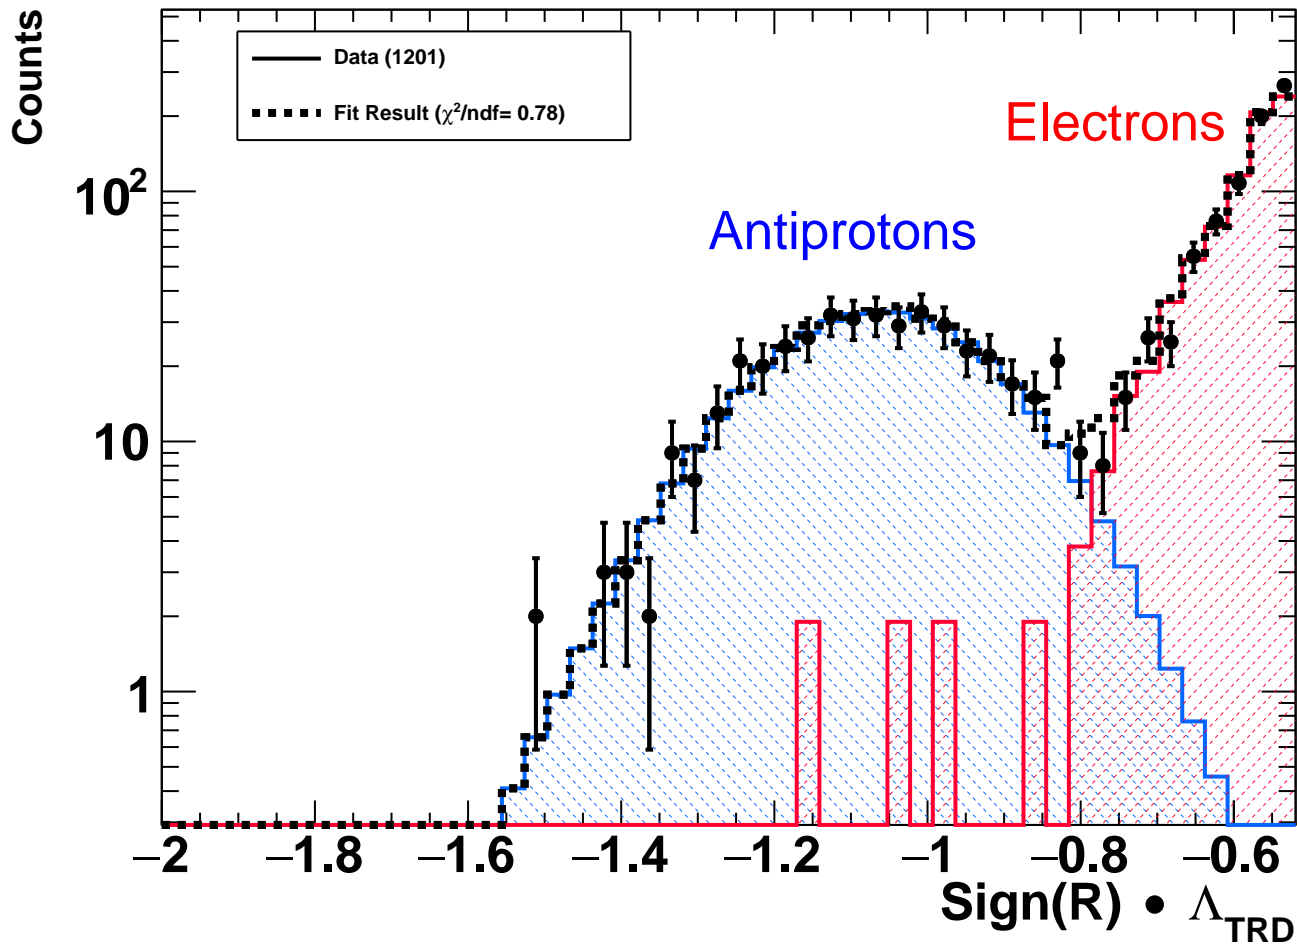 Counts
Data (1201)
Fit Result (χ²/ndf= 0.78)
Electrons
Antiprotons
10²
10
1
−2 −1.8 −1.6 −1.4 −1.2 −1 −0.8 −0.6
Sign(R) • Λ_TRD